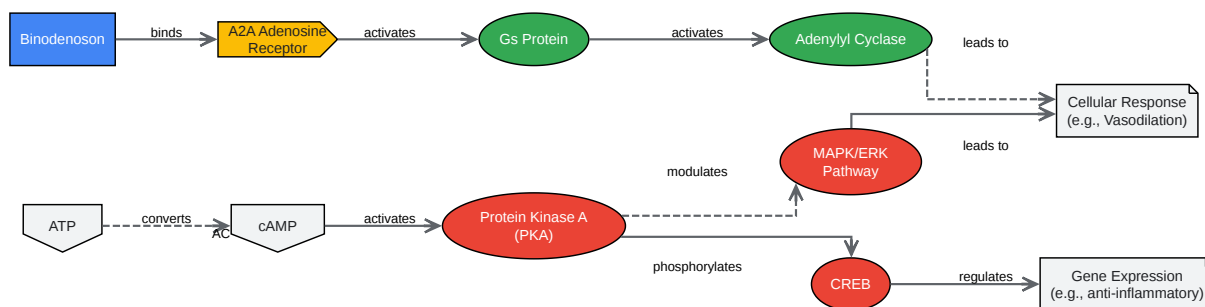 Binodenoson
binds
A2A Adenosine
Receptor
activates
Gs Protein
activates
Adenylyl Cyclase
leads to
Cellular Response
(e.g., Vasodilation)
leads to
MAPK/ERK
Pathway
modulates
ATP
converts
AC
cAMP
activates
Protein Kinase A
(PKA)
phosphorylates
CREB
regulates
Gene Expression
(e.g., anti-inflammatory)